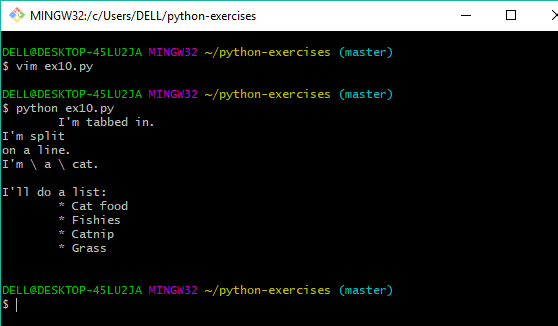 MINGW32:/c/Users/DELL/python-exercises
DELL@DESKTOP-45LU2JA MINGW32 ~/python-exercises (master)
$ vim ex10.py
DELL@DESKTOP-45LU2JA MINGW32 ~/python-exercises (master)
$ python ex10.py
        I'm tabbed in.
I'm split
on a line.
I'm \ a \ cat.
I'll do a list:
        * Cat food
        * Fishies
        * Catnip
        * Grass
DELL@DESKTOP-45LU2JA MINGW32 ~/python-exercises (master)
$